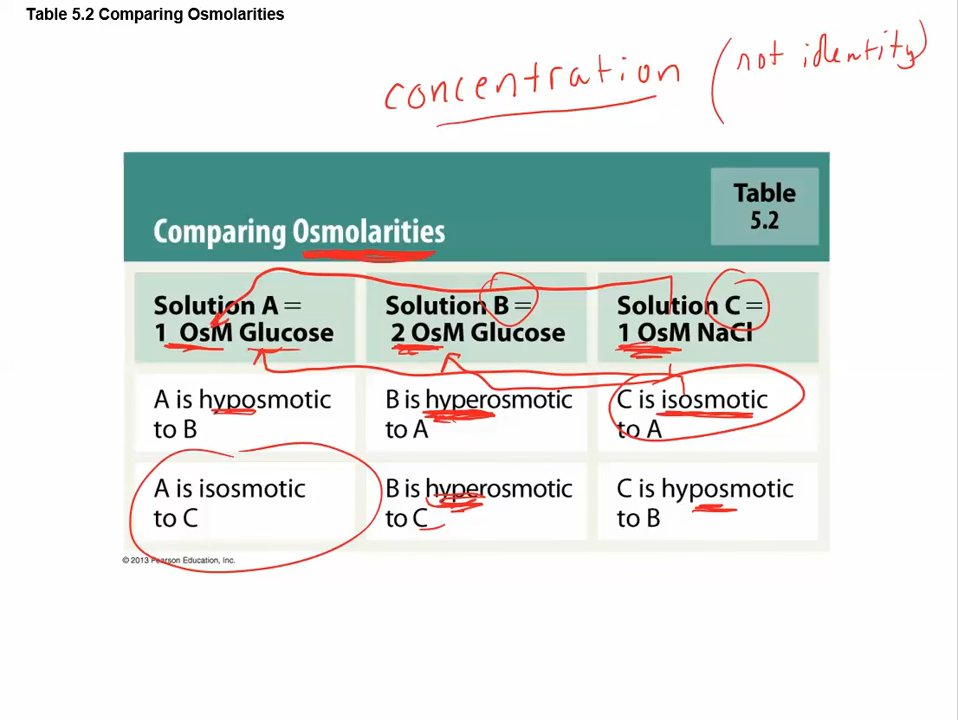 Table 5.2 Comparing Osmolarities
concentration (not identity)
Table
5.2
Comparing Osmolarities
Solution A =
1 OsM Glucose
Solution B =
2 OsM Glucose
Solution C =
1 OsM NaCl
A is hyposmotic
to B
B is hyperosmotic
to A
C is isosmotic
to A
A is isosmotic
to C
B is hyperosmotic
to C
C is hyposmotic
to B
© 2013 Pearson Education, Inc.